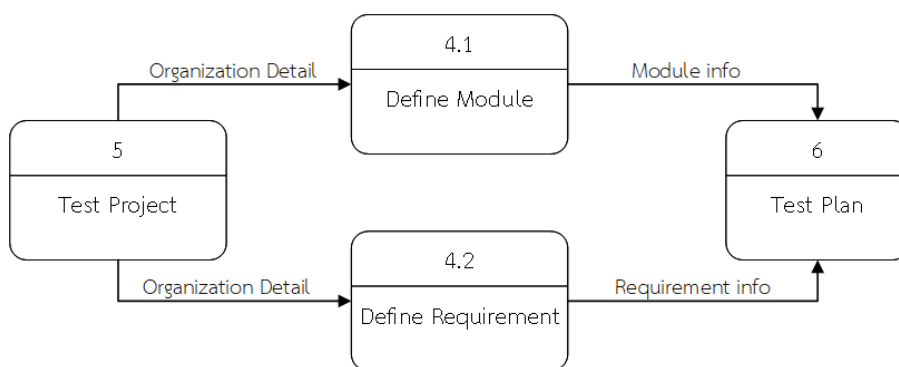 4.1
Organization Detail
Module info
Define Module
5
6
Test Project
Test Plan
4.2
Organization Detail
Requirement info
Define Requirement